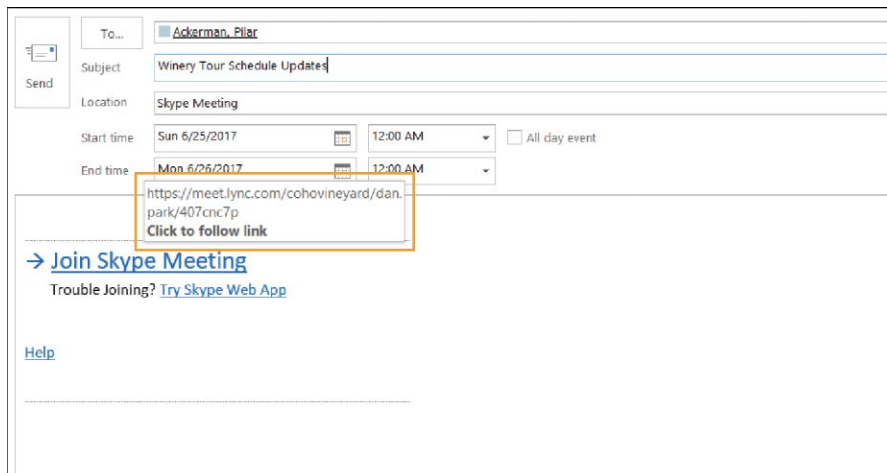 To...
Ackerman, Pilar
Send
Subject
Winery Tour Schedule Updates
Location
Skype Meeting
Start time
Sun 6/25/2017
12:00 AM
All day event
End time
Mon 6/26/2017
12:00 AM
https://meet.lync.com/cohovineyard/dan.
park/407cnc7p
Click to follow link
→ Join Skype Meeting
Trouble Joining? Try Skype Web App
Help